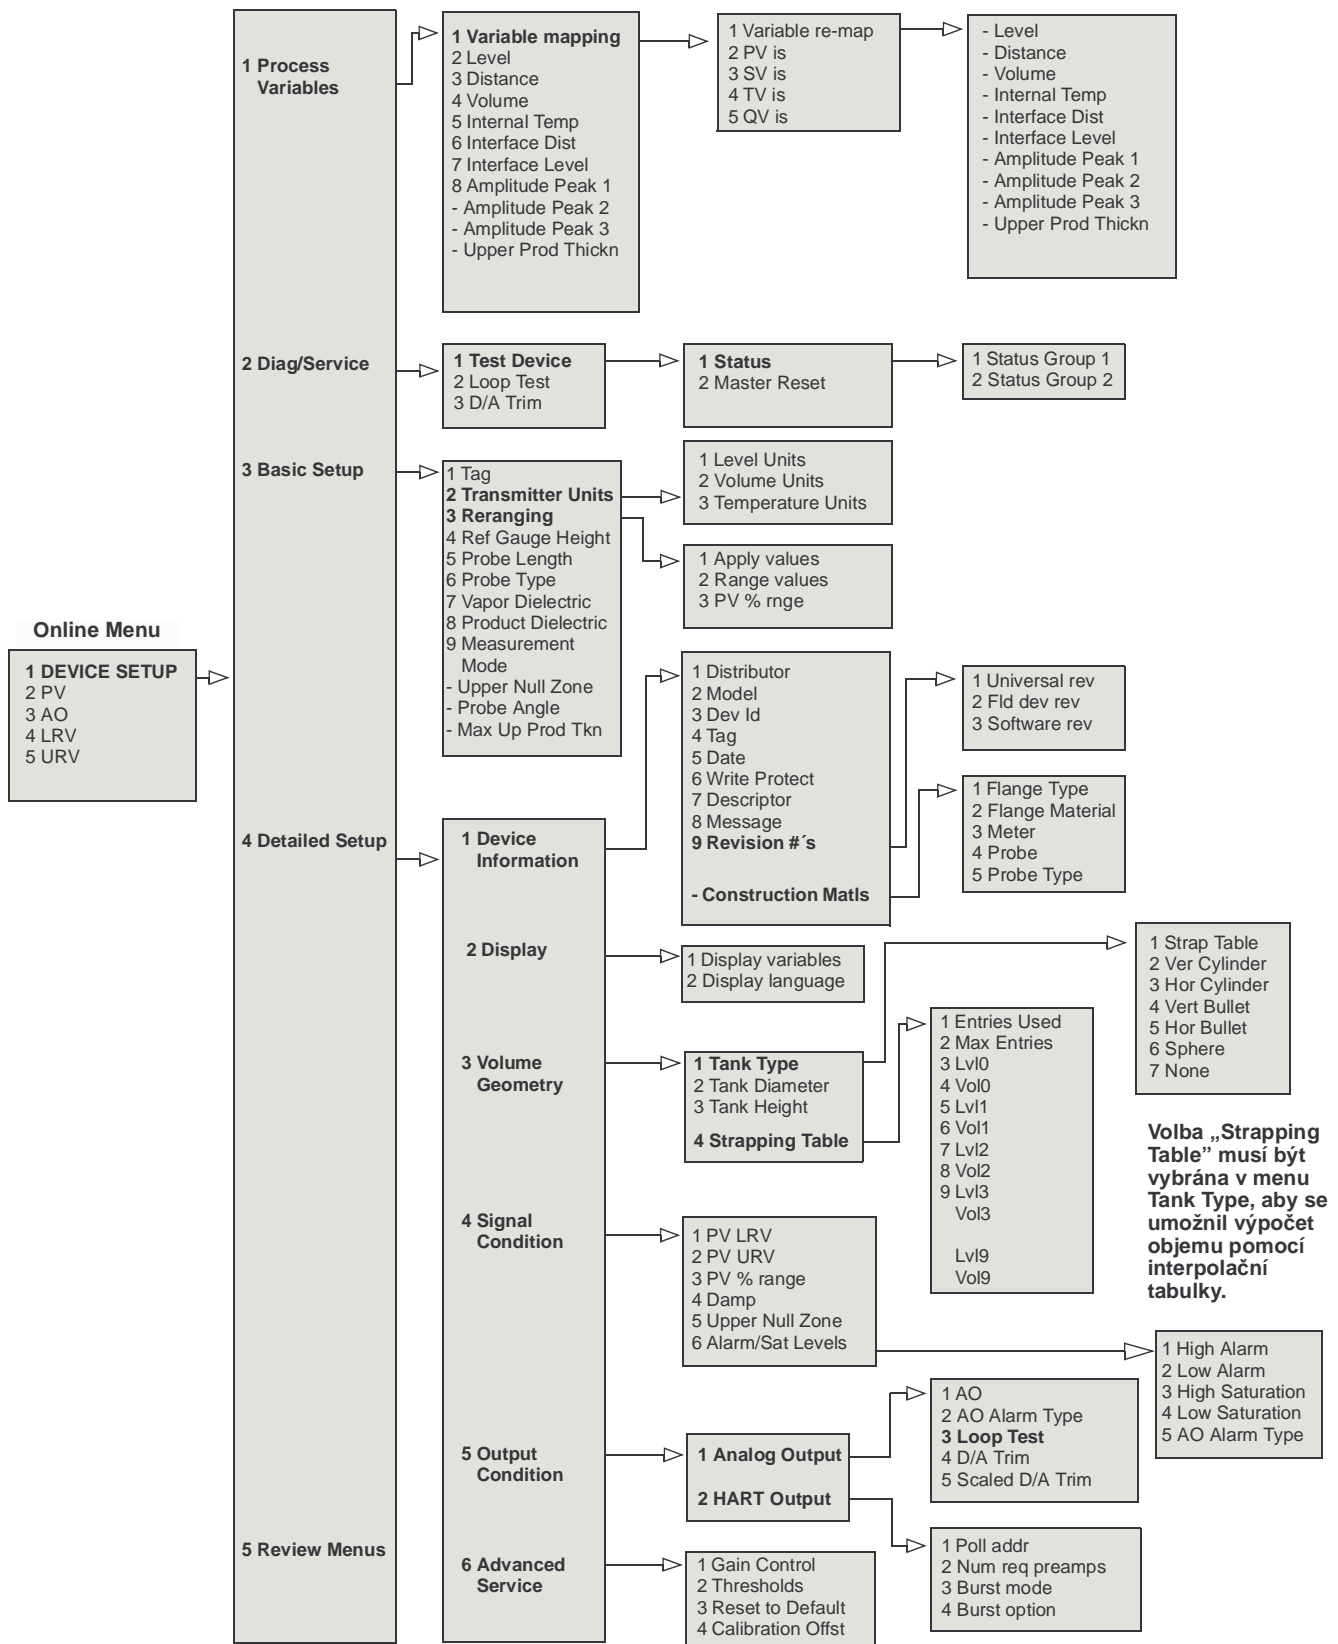 Online Menu
1 DEVICE SETUP
2 PV
3 AO
4 LRV
5 URV
1 Process
Variables
2 Diag/Service
3 Basic Setup
4 Detailed Setup
5 Review Menus
1 Variable mapping
2 Level
3 Distance
4 Volume
5 Internal Temp
6 Interface Dist
7 Interface Level
8 Amplitude Peak 1
- Amplitude Peak 2
- Amplitude Peak 3
- Upper Prod Thickn
1 Variable re-map
2 PV is
3 SV is
4 TV is
5 QV is
- Level
- Distance
- Volume
- Internal Temp
- Interface Dist
- Interface Level
- Amplitude Peak 1
- Amplitude Peak 2
- Amplitude Peak 3
- Upper Prod Thickn
1 Test Device
2 Loop Test
3 D/A Trim
1 Status
2 Master Reset
1 Status Group 1
2 Status Group 2
1 Tag
2 Transmitter Units
3 Reranging
4 Ref Gauge Height
5 Probe Length
6 Probe Type
7 Vapor Dielectric
8 Product Dielectric
9 Measurement
Mode
- Upper Null Zone
- Probe Angle
- Max Up Prod Tkn
1 Level Units
2 Volume Units
3 Temperature Units
1 Apply values
2 Range values
3 PV % rnge
1 Device
Information
2 Display
3 Volume
Geometry
4 Signal
Condition
5 Output
Condition
6 Advanced
Service
1 Distributor
2 Model
3 Dev Id
4 Tag
5 Date
6 Write Protect
7 Descriptor
8 Message
9 Revision #´s
- Construction Matls
1 Universal rev
2 Fld dev rev
3 Software rev
1 Flange Type
2 Flange Material
3 Meter
4 Probe
5 Probe Type
1 Display variables
2 Display language
1 Tank Type
2 Tank Diameter
3 Tank Height
4 Strapping Table
1 Entries Used
2 Max Entries
3 Lvl0
4 Vol0
5 Lvl1
6 Vol1
7 Lvl2
8 Vol2
9 Lvl3
Vol3
Lvl9
Vol9
1 Strap Table
2 Ver Cylinder
3 Hor Cylinder
4 Vert Bullet
5 Hor Bullet
6 Sphere
7 None
Volba „Strapping
Table” musí být
vybrána v menu
Tank Type, aby se
umožnil výpočet
objemu pomocí
interpolační
tabulky.
1 PV LRV
2 PV URV
3 PV % range
4 Damp
5 Upper Null Zone
6 Alarm/Sat Levels
1 High Alarm
2 Low Alarm
3 High Saturation
4 Low Saturation
5 AO Alarm Type
1 Analog Output
2 HART Output
1 AO
2 AO Alarm Type
3 Loop Test
4 D/A Trim
5 Scaled D/A Trim
1 Poll addr
2 Num req preamps
3 Burst mode
4 Burst option
1 Gain Control
2 Thresholds
3 Reset to Default
4 Calibration Offst